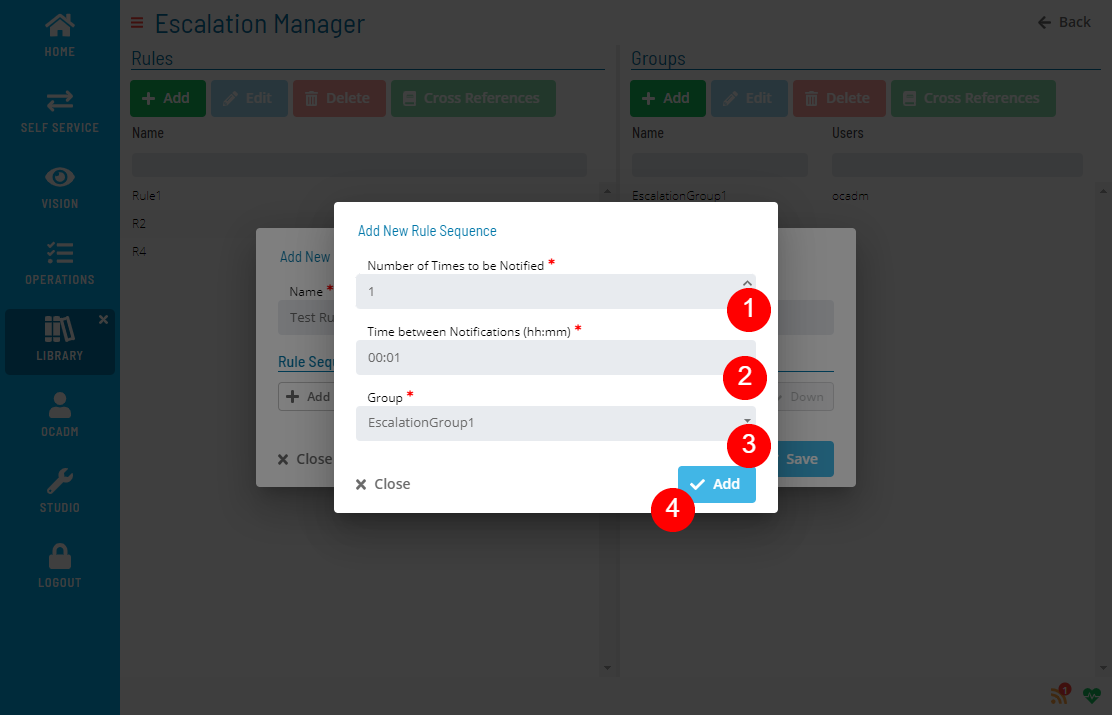 HOME
SELF SERVICE
VISION
OPERATIONS
LIBRARY
OCADM
STUDIO
LOGOUT
Escalation Manager
Back
Rules
Add
Edit
Delete
Cross References
Name
Rule1
R2
R4
Groups
Add
Edit
Delete
Cross References
Name Users
EscalationGroup1 ocadm
Add New
Name *
Test Ru
Rule Seq
Add
Down
Close
Save
Add New Rule Sequence
Number of Times to be Notified *
1
1
Time between Notifications (hh:mm) *
00:01
2
Group *
EscalationGroup1
3
Close
Add
4
1